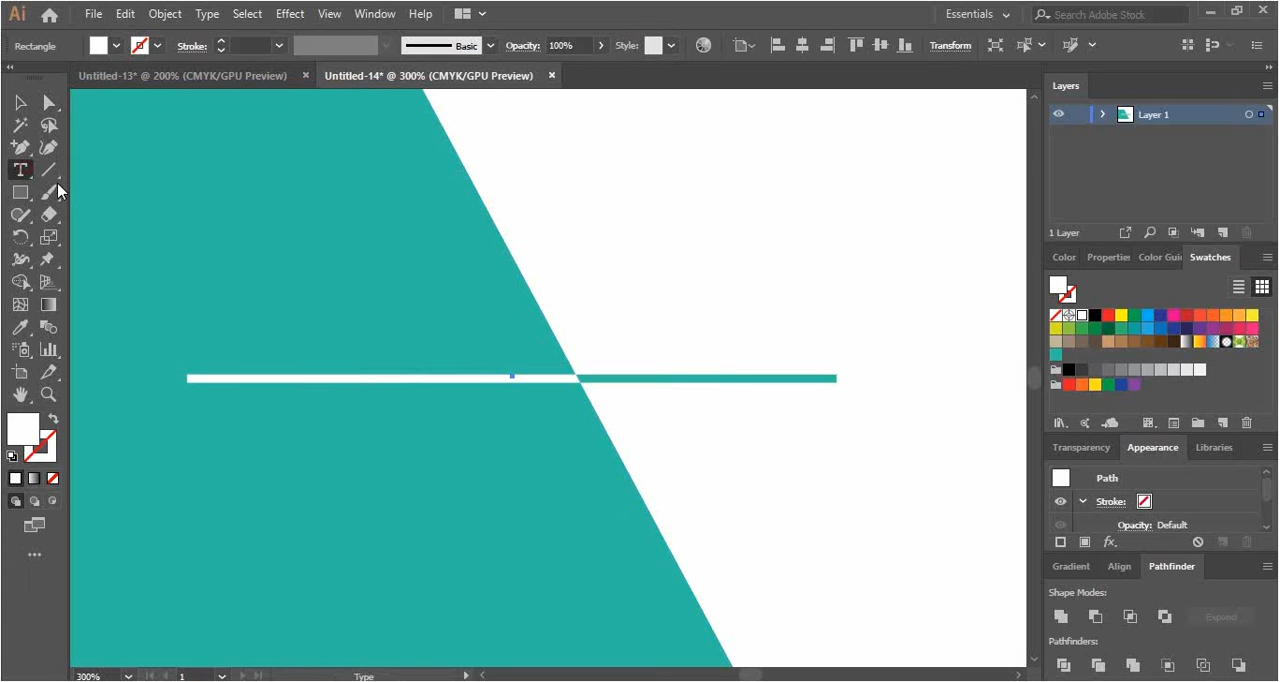 Ai File Edit Object Type Select Effect View Window Help Essentials Search Adobe Stock
Rectangle Stroke: Basic Opacity: 100% Style: Transform
Untitled-13* @ 200% (CMYK/GPU Preview) × Untitled-14* @ 300% (CMYK/GPU Preview) ×
Layers
Layer 1
1 Layer
Color Properties Color Guid Swatches
Transparency Appearance Libraries
Path
Stroke:
Opacity: Default
fx.
Gradient Align Pathfinder
Shape Modes:
Expand
Pathfinders:
300% 1 Type